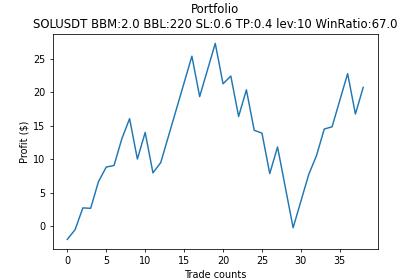 Portfolio
SOLUSDT BBM:2.0 BBL:220 SL:0.6 TP:0.4 lev:10 WinRatio:67.0
Profit ($)
25
20
15
10
5
0
0 5 10 15 20 25 30 35
Trade counts